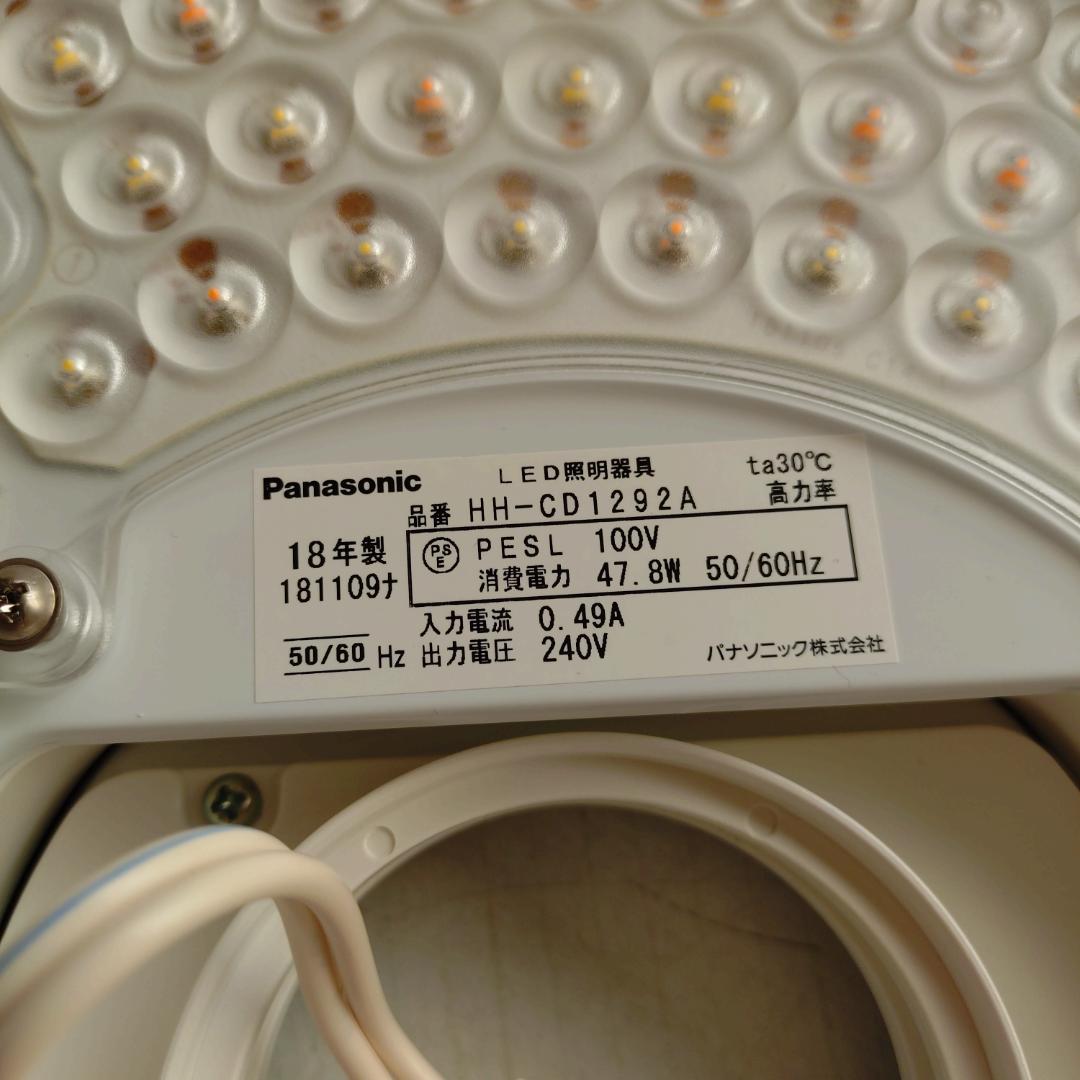 Panasonic LED照明器具 ta30℃
品番 HH-CD1292A 高力率
18年製 PSE PESL 100V
181109ナ 消費電力 47.8W 50/60Hz
入力電流 0.49A
50/60 Hz 出力電圧 240V パナソニック株式会社